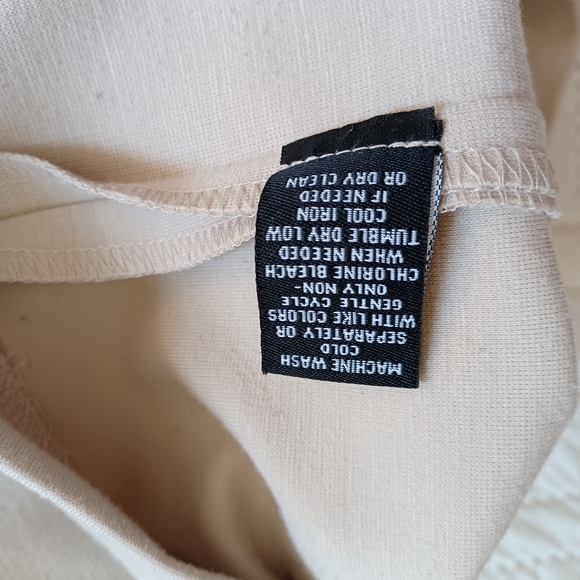 MACHINE WASH
COLD
SEPARATELY OR
WITH LIKE COLORS
GENTLE CYCLE
ONLY NON-
CHLORINE BLEACH
WHEN NEEDED
TUMBLE DRY LOW
COOL IRON
IF NEEDED
OR DRY CLEAN